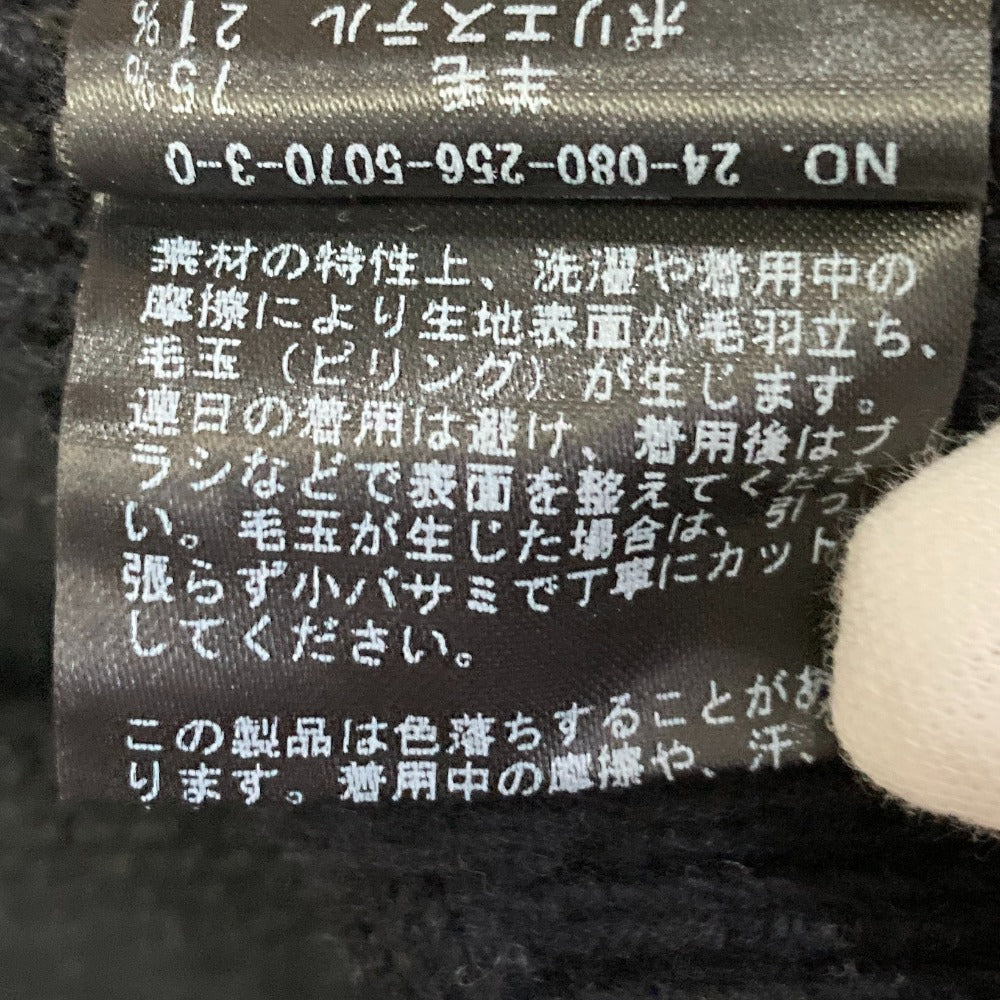 NO. 24-080-256-5070-3-0
羊毛 75%
ポリエステル 21%
素材の特性上、洗濯や着用中の
摩擦により生地表面が毛羽立ち、
毛玉（ピリング）が生じます。
連日の着用は避け、着用後はブ
ラシなどで表面を整えてくださ
い。毛玉が生じた場合は、引っ
張らず小バサミで丁寧にカット
してください。
この製品は色落ちすることがあ
ります。着用中の摩擦や、汗、